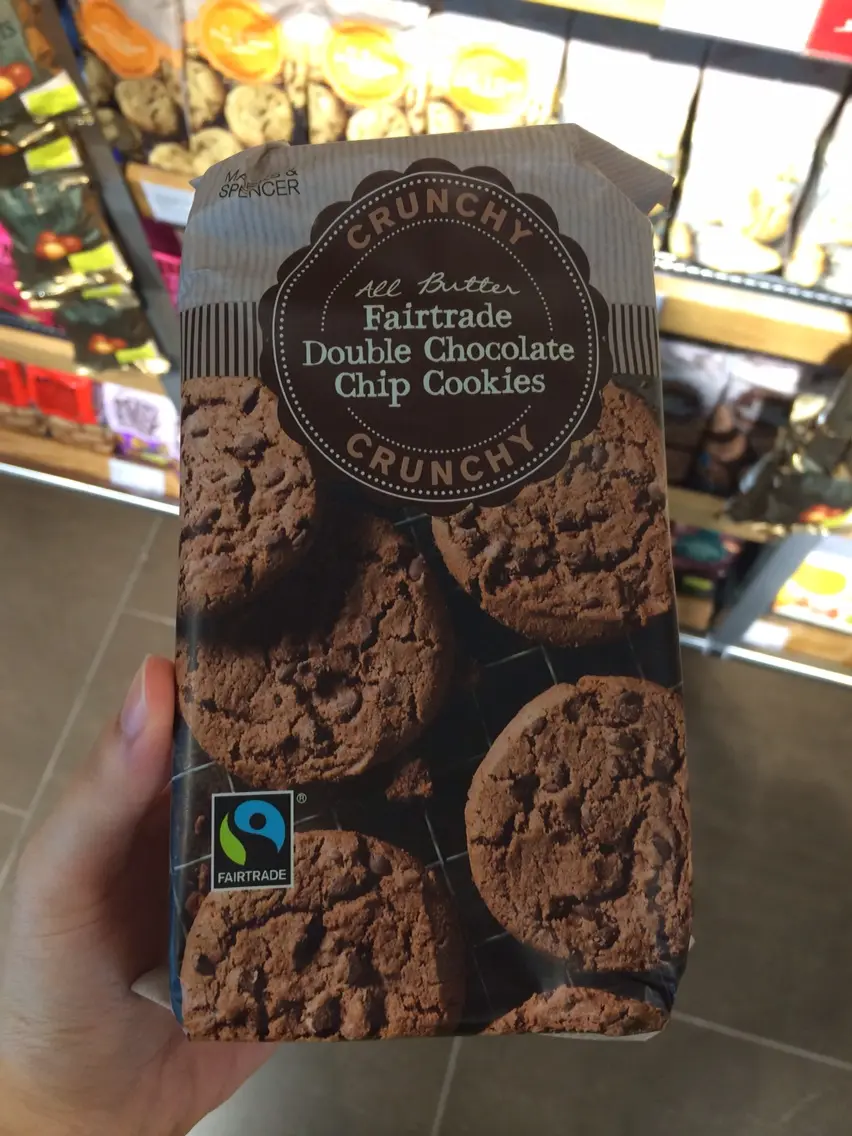 MARKS &
SPENCER
CRUNCHY
All Butter
Fairtrade
Double Chocolate
Chip Cookies
CRUNCHY
®
FAIRTRADE